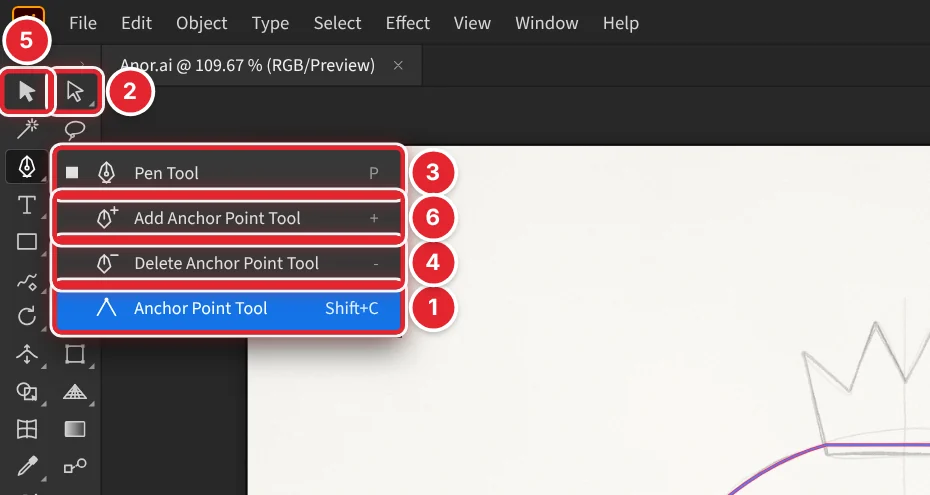 File Edit Object Type Select Effect View Window Help
5
Anor.ai @ 109.67 % (RGB/Preview) ×
2
Pen Tool P 3
Add Anchor Point Tool + 6
Delete Anchor Point Tool - 4
Anchor Point Tool Shift+C 1